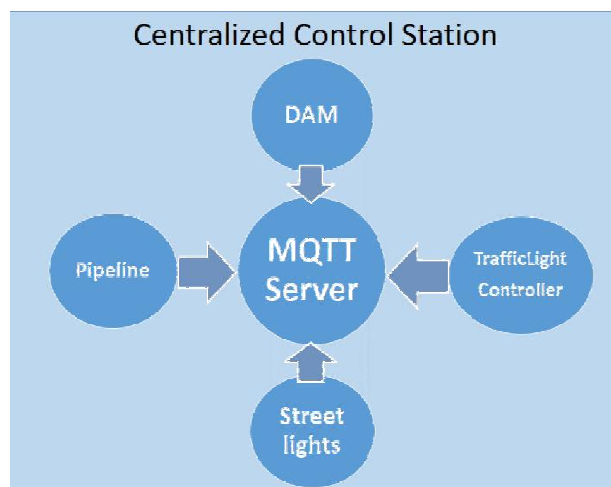 Centralized Control Station
DAM
MQTT
Server
Pipeline
TrafficLight
Controller
Street
lights